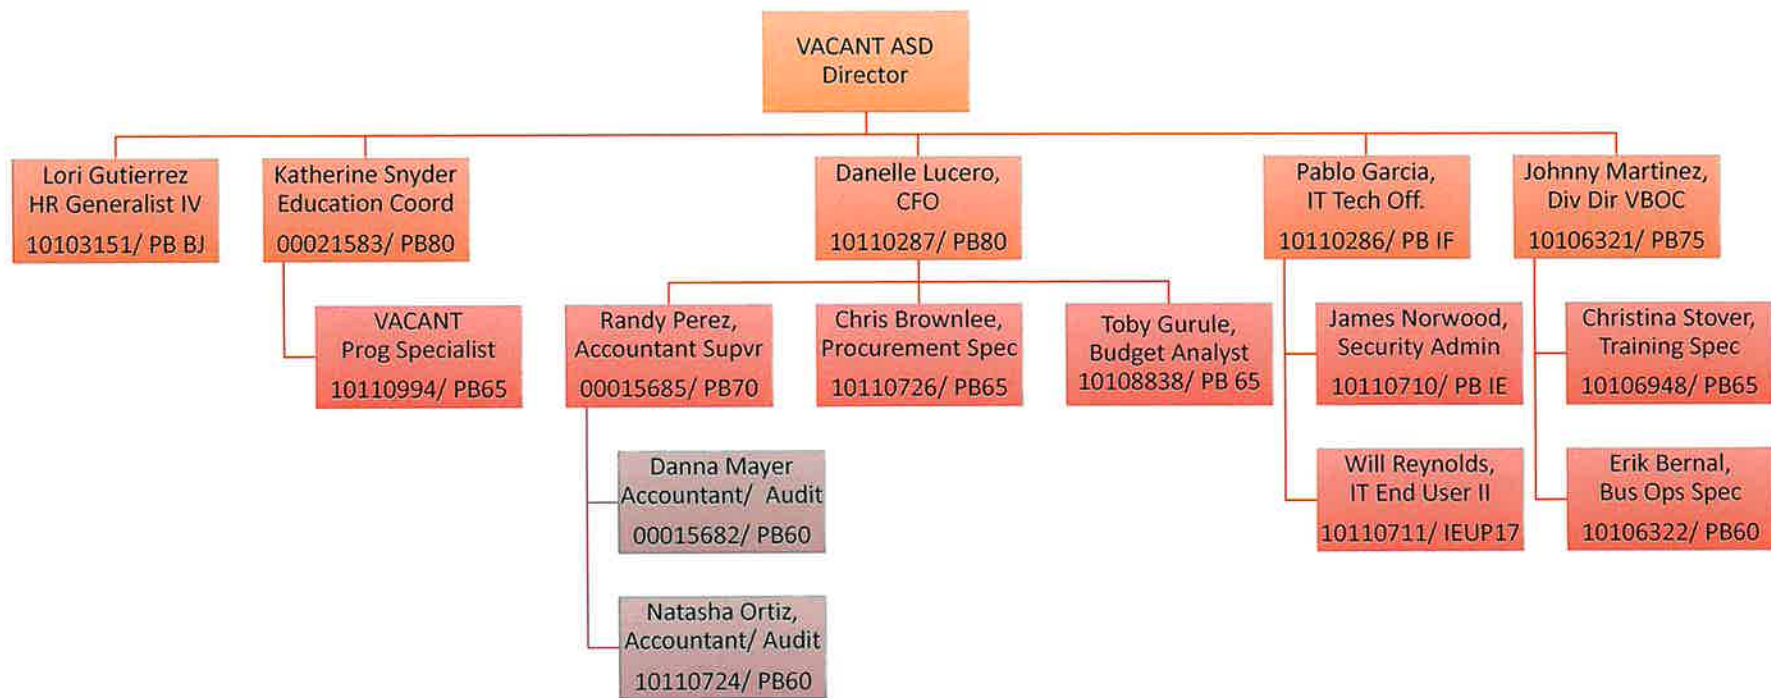 VACANT ASD
Director
Lori Gutierrez
HR Generalist IV
10103151/ PB BJ
Katherine Snyder
Education Coord
00021583/ PB80
Danelle Lucero,
CFO
10110287/ PB80
Pablo Garcia,
IT Tech Off.
10110286/ PB IF
Johnny Martinez,
Div Dir VBOC
10106321/ PB75
VACANT
Prog Specialist
10110994/ PB65
Randy Perez,
Accountant Supvr
00015685/ PB70
Chris Brownlee,
Procurement Spec
10110726/ PB65
Toby Gurule,
Budget Analyst
10108838/ PB 65
James Norwood,
Security Admin
10110710/ PB IE
Christina Stover,
Training Spec
10106948/ PB65
Danna Mayer
Accountant/ Audit
00015682/ PB60
Will Reynolds,
IT End User II
10110711/ IEUP17
Erik Bernal,
Bus Ops Spec
10106322/ PB60
Natasha Ortiz,
Accountant/ Audit
10110724/ PB60